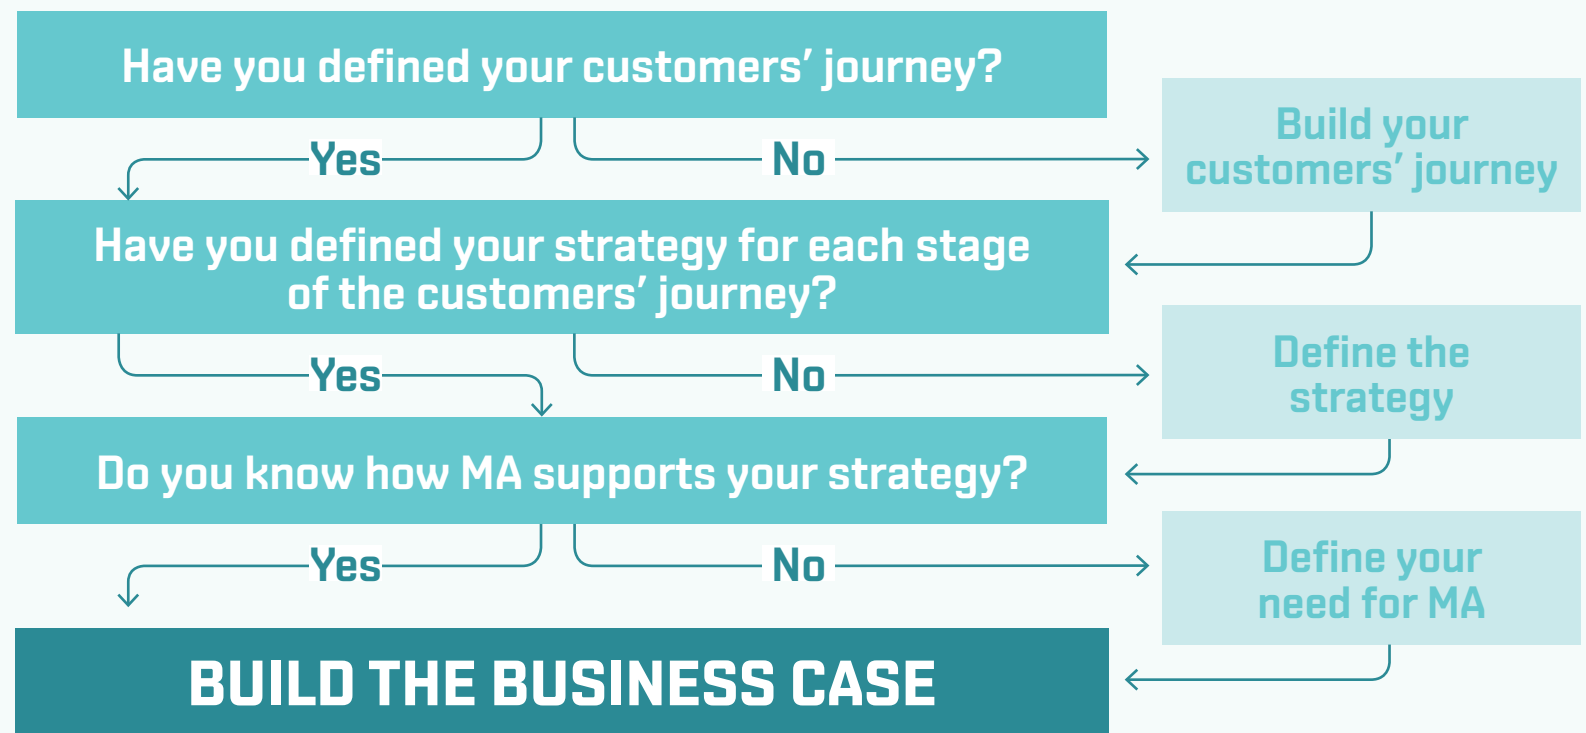 Have you defined your customers’ journey?
Yes
No
Build your
customers’ journey
Have you defined your strategy for each stage
of the customers’ journey?
Yes
No
Define the
strategy
Do you know how MA supports your strategy?
Yes
No
Define your
need for MA
BUILD THE BUSINESS CASE